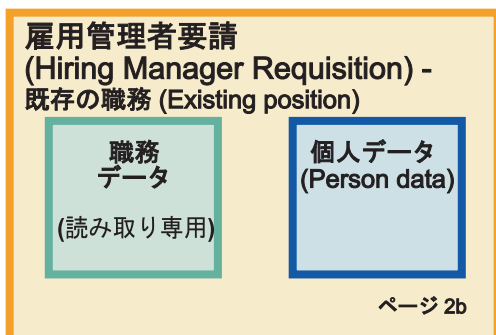 雇用管理者要請
(Hiring Manager Requisition) -
既存の職務 (Existing position)
職務
データ
(読み取り専用)
個人データ
(Person data)
ページ 2b